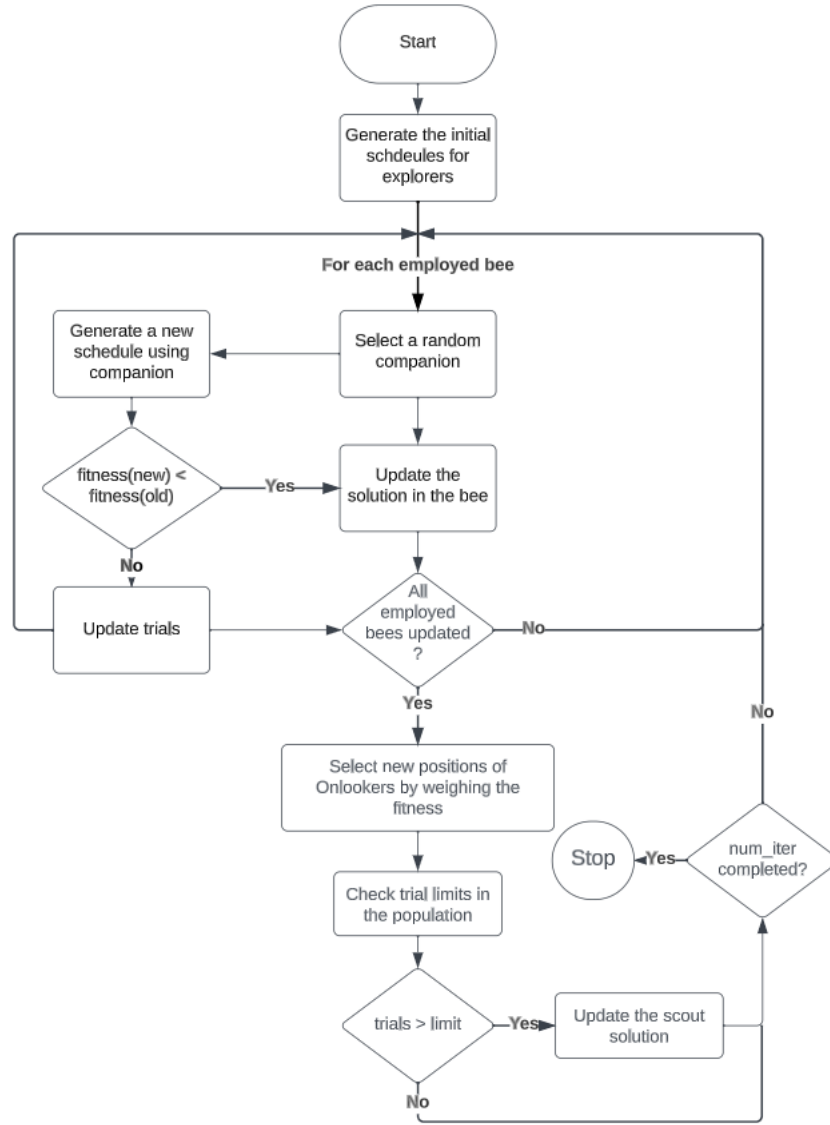 Start
Generate the initial
schdeules for
explorers
For each employed bee
Generate a new
schedule using
companion
Select a random
companion
fitness(new) <
fitness(old)
Yes
Update the
solution in the bee
No
Update trials
All
employed
bees updated
?
No
Yes
Select new positions of
Onlookers by weighing the
fitness
No
Stop
Yes
num_iter
completed?
Check trial limits in
the population
trials > limit
Yes
Update the scout
solution
No